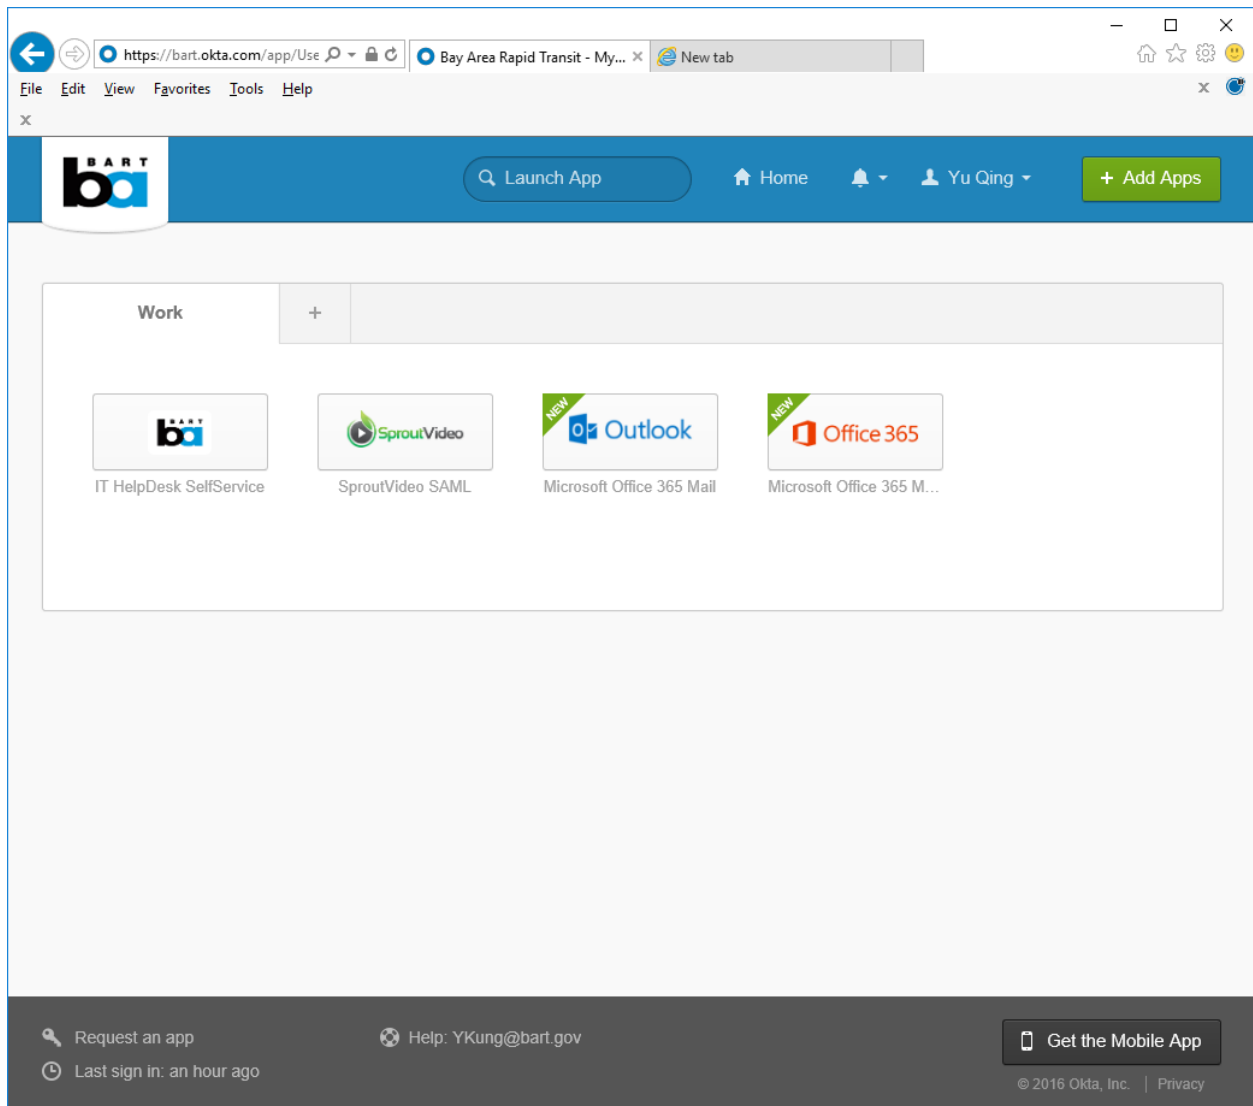 https://bart.okta.com/app/Use
Bay Area Rapid Transit - My...
New tab
File Edit View Favorites Tools Help
BART
ba
Launch App
Home
Yu Qing
+ Add Apps
Work
+
BART
ba
SproutVideo
NEW
Outlook
NEW
Office 365
IT HelpDesk SelfService
SproutVideo SAML
Microsoft Office 365 Mail
Microsoft Office 365 M...
Request an app
Help: YKung@bart.gov
Get the Mobile App
Last sign in: an hour ago
© 2016 Okta, Inc. | Privacy